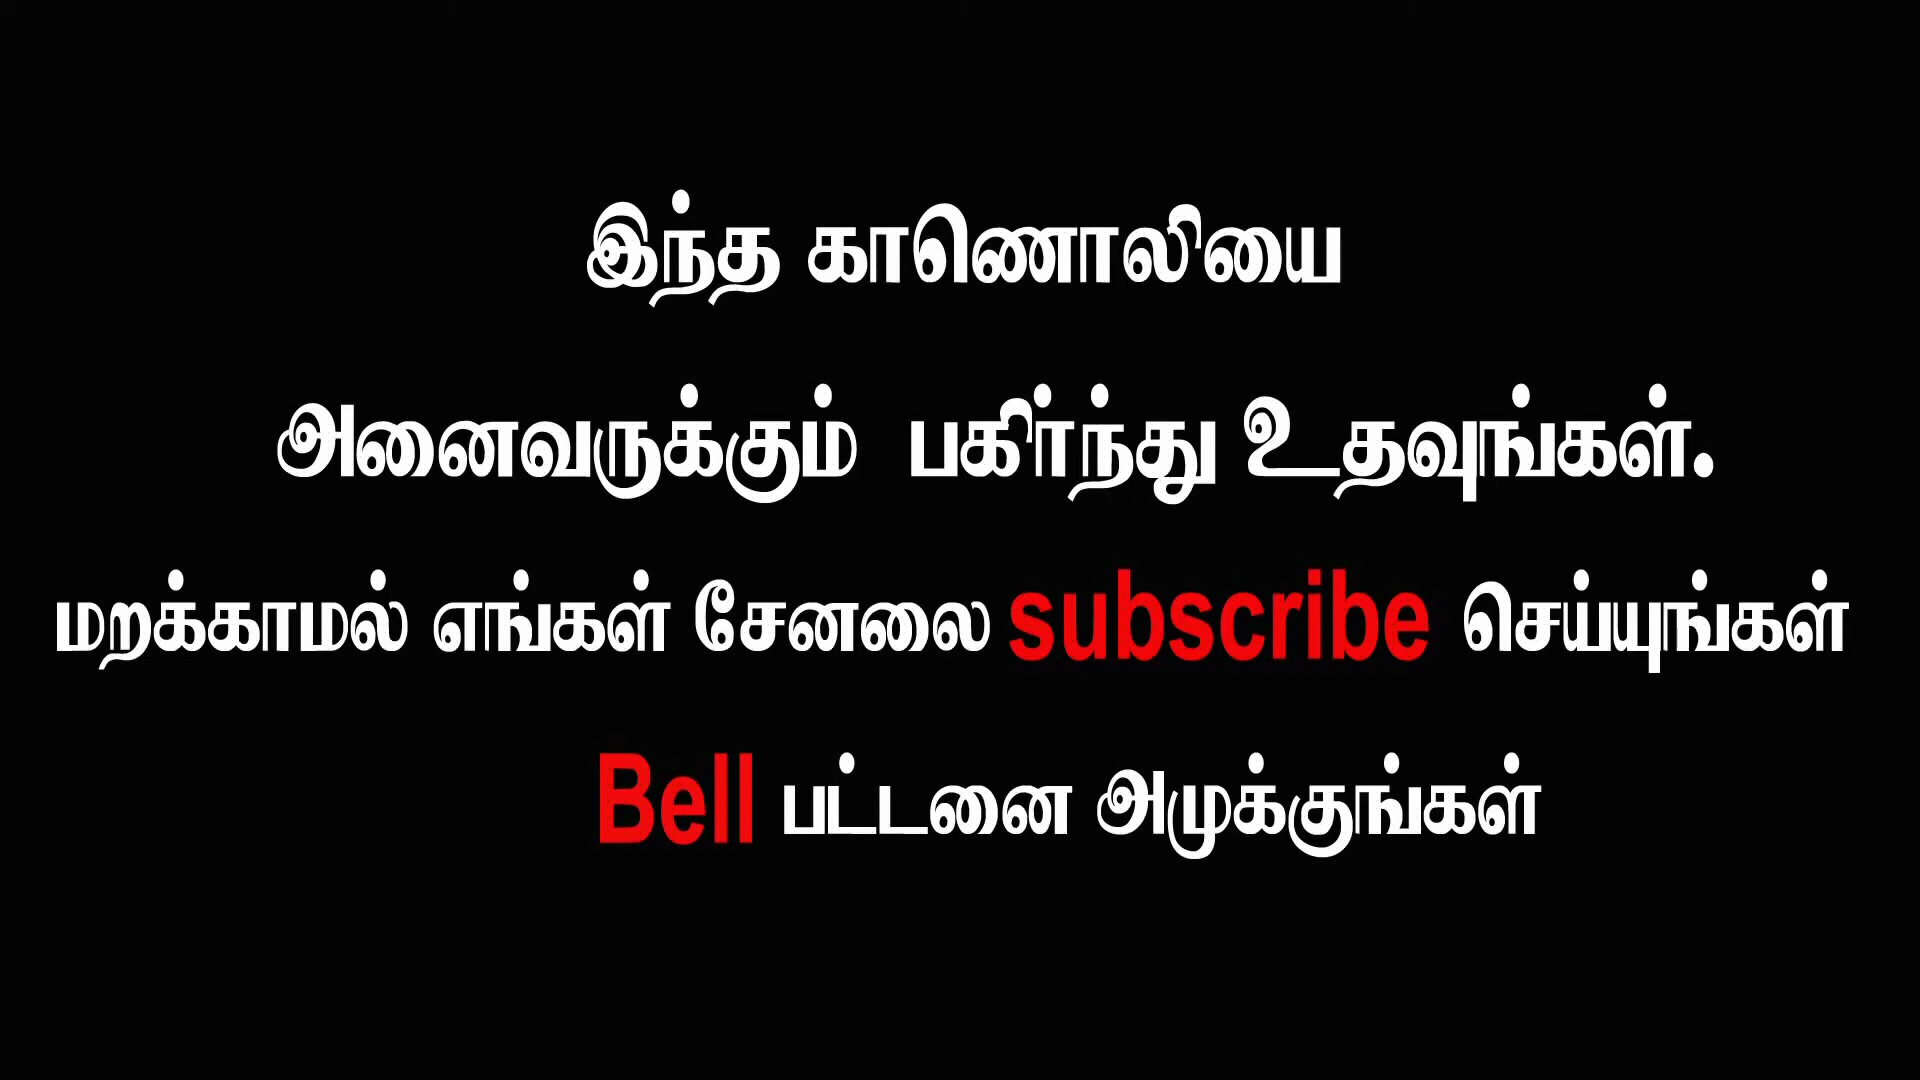 இந்த காணொலியை
அனைவருக்கும் பகிர்ந்து உதவுங்கள்.
மறக்காமல் எங்கள் சேனலை subscribe செய்யுங்கள்
Bell பட்டனை அழுக்குங்கள்